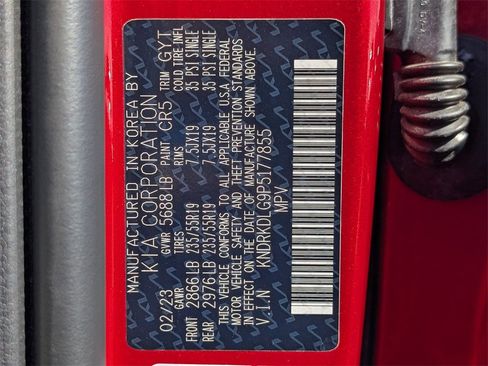 MANUFACTURED IN KOREA BY
KIA CORPORATION
02/23 GVWR 5688LB PAINT CR5 TRIM GYT
GAWR TIRES RIMS COLD TIRE INFL
FRONT 2866LB 235/55R19 7.5JX19 35 PSI SINGLE
REAR 2976LB 235/55R19 7.5JX19 35 PSI SINGLE
THIS VEHICLE CONFORMS TO ALL APPLICABLE U.S.A FEDERAL
MOTOR VEHICLE SAFETY AND THEFT PREVENTION STANDARDS
IN EFFECT ON THE DATE OF MANUFACTURE SHOWN ABOVE.
V.I.N KNDRKDLG9P5177855
MPV